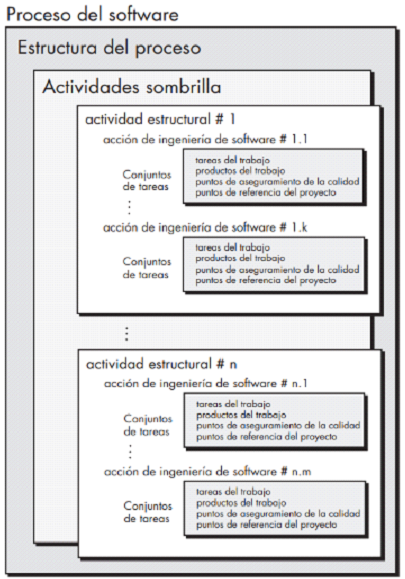 Proceso del software
Estructura del proceso
Actividades sombrilla
actividad estructural # 1
acción de ingeniería de software # 1.1
Conjuntos
de tareas
tareas del trabajo
productos del trabajo
puntos de aseguramiento de la calidad
puntos de referencia del proyecto
acción de ingeniería de software # 1.k
Conjuntos
de tareas
tareas del trabajo
productos del trabajo
puntos de aseguramiento de la calidad
puntos de referencia del proyecto
actividad estructural # n
acción de ingeniería de software # n.1
Conjuntos
de tareas
tareas del trabajo
productos del trabajo
puntos de aseguramiento de la calidad
puntos de referencia del proyecto
acción de ingeniería de software # n.m
Conjuntos
de tareas
tareas del trabajo
productos del trabajo
puntos de aseguramiento de la calidad
puntos de referencia del proyecto